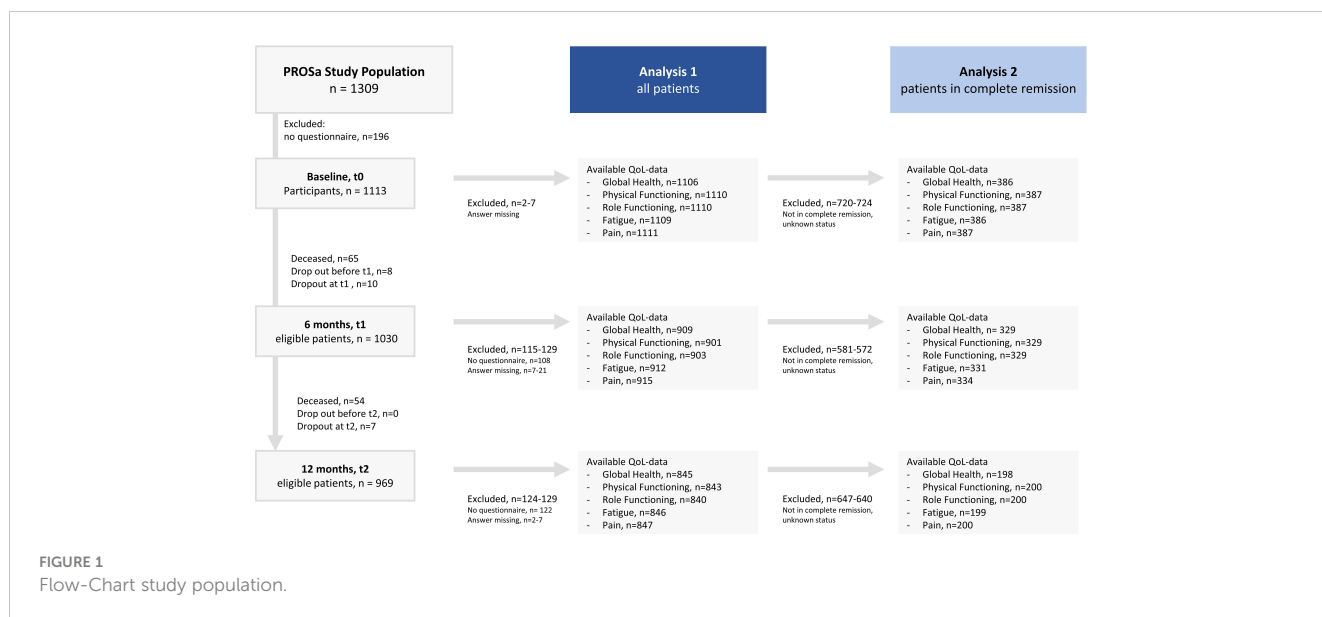 PROSa Study Population
n = 1309
Analysis 1
all patients
Analysis 2
patients in complete remission
Excluded:
no questionnaire, n=196
Baseline, t0
Participants, n = 1113
Excluded, n=2-7
Answer missing
Available QoL-data
- Global Health, n=1106
- Physical Functioning, n=1110
- Role Functioning, n=1110
- Fatigue, n=1109
- Pain, n=1111
Excluded, n=720-724
Not in complete remission,
unknown status
Available QoL-data
- Global Health, n=386
- Physical Functioning, n=387
- Role Functioning, n=387
- Fatigue, n=386
- Pain, n=387
Deceased, n=65
Drop out before t1, n=8
Dropout at t1 , n=10
6 months, t1
eligible patients, n = 1030
Excluded, n=115-129
No questionnaire, n=108
Answer missing, n=7-21
Available QoL-data
- Global Health, n=909
- Physical Functioning, n=901
- Role Functioning, n=903
- Fatigue, n=912
- Pain, n=915
Excluded, n=581-572
Not in complete remission,
unknown status
Available QoL-data
- Global Health, n= 329
- Physical Functioning, n=329
- Role Functioning, n=329
- Fatigue, n=331
- Pain, n=334
Deceased, n=54
Drop out before t2, n=0
Dropout at t2, n=7
12 months, t2
eligible patients, n = 969
Excluded, n=124-129
No questionnaire, n= 122
Answer missing, n=2-7
Available QoL-data
- Global Health, n=845
- Physical Functioning, n=843
- Role Functioning, n=840
- Fatigue, n=846
- Pain, n=847
Excluded, n=647-640
Not in complete remission,
unknown status
Available QoL-data
- Global Health, n=198
- Physical Functioning, n=200
- Role Functioning, n=200
- Fatigue, n=199
- Pain, n=200
FIGURE 1
Flow-Chart study population.